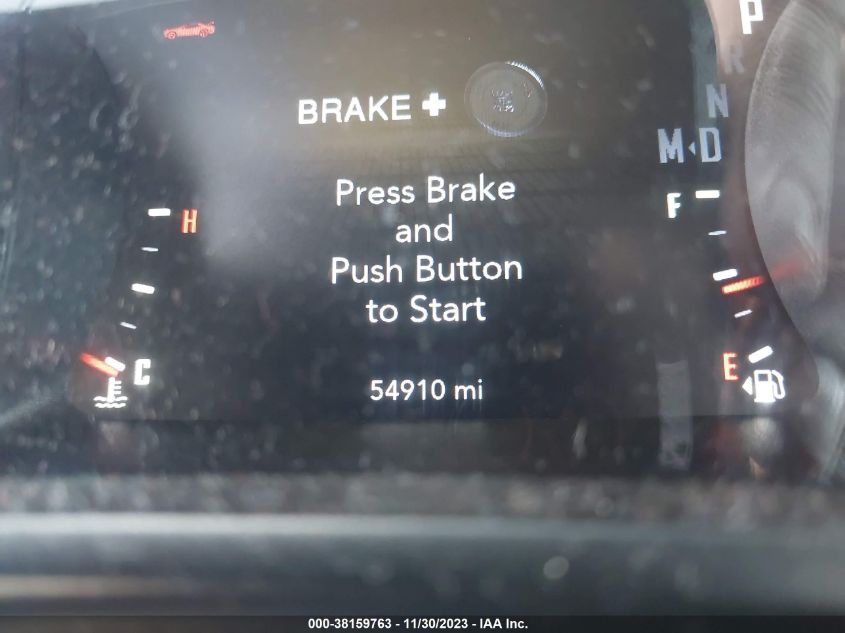 P
R
BRAKE +
N
M D
Press Brake
F
and
H
Push Button
to Start
C
E
54910 mi
000-38159763 - 11/30/2023 - IAA Inc.